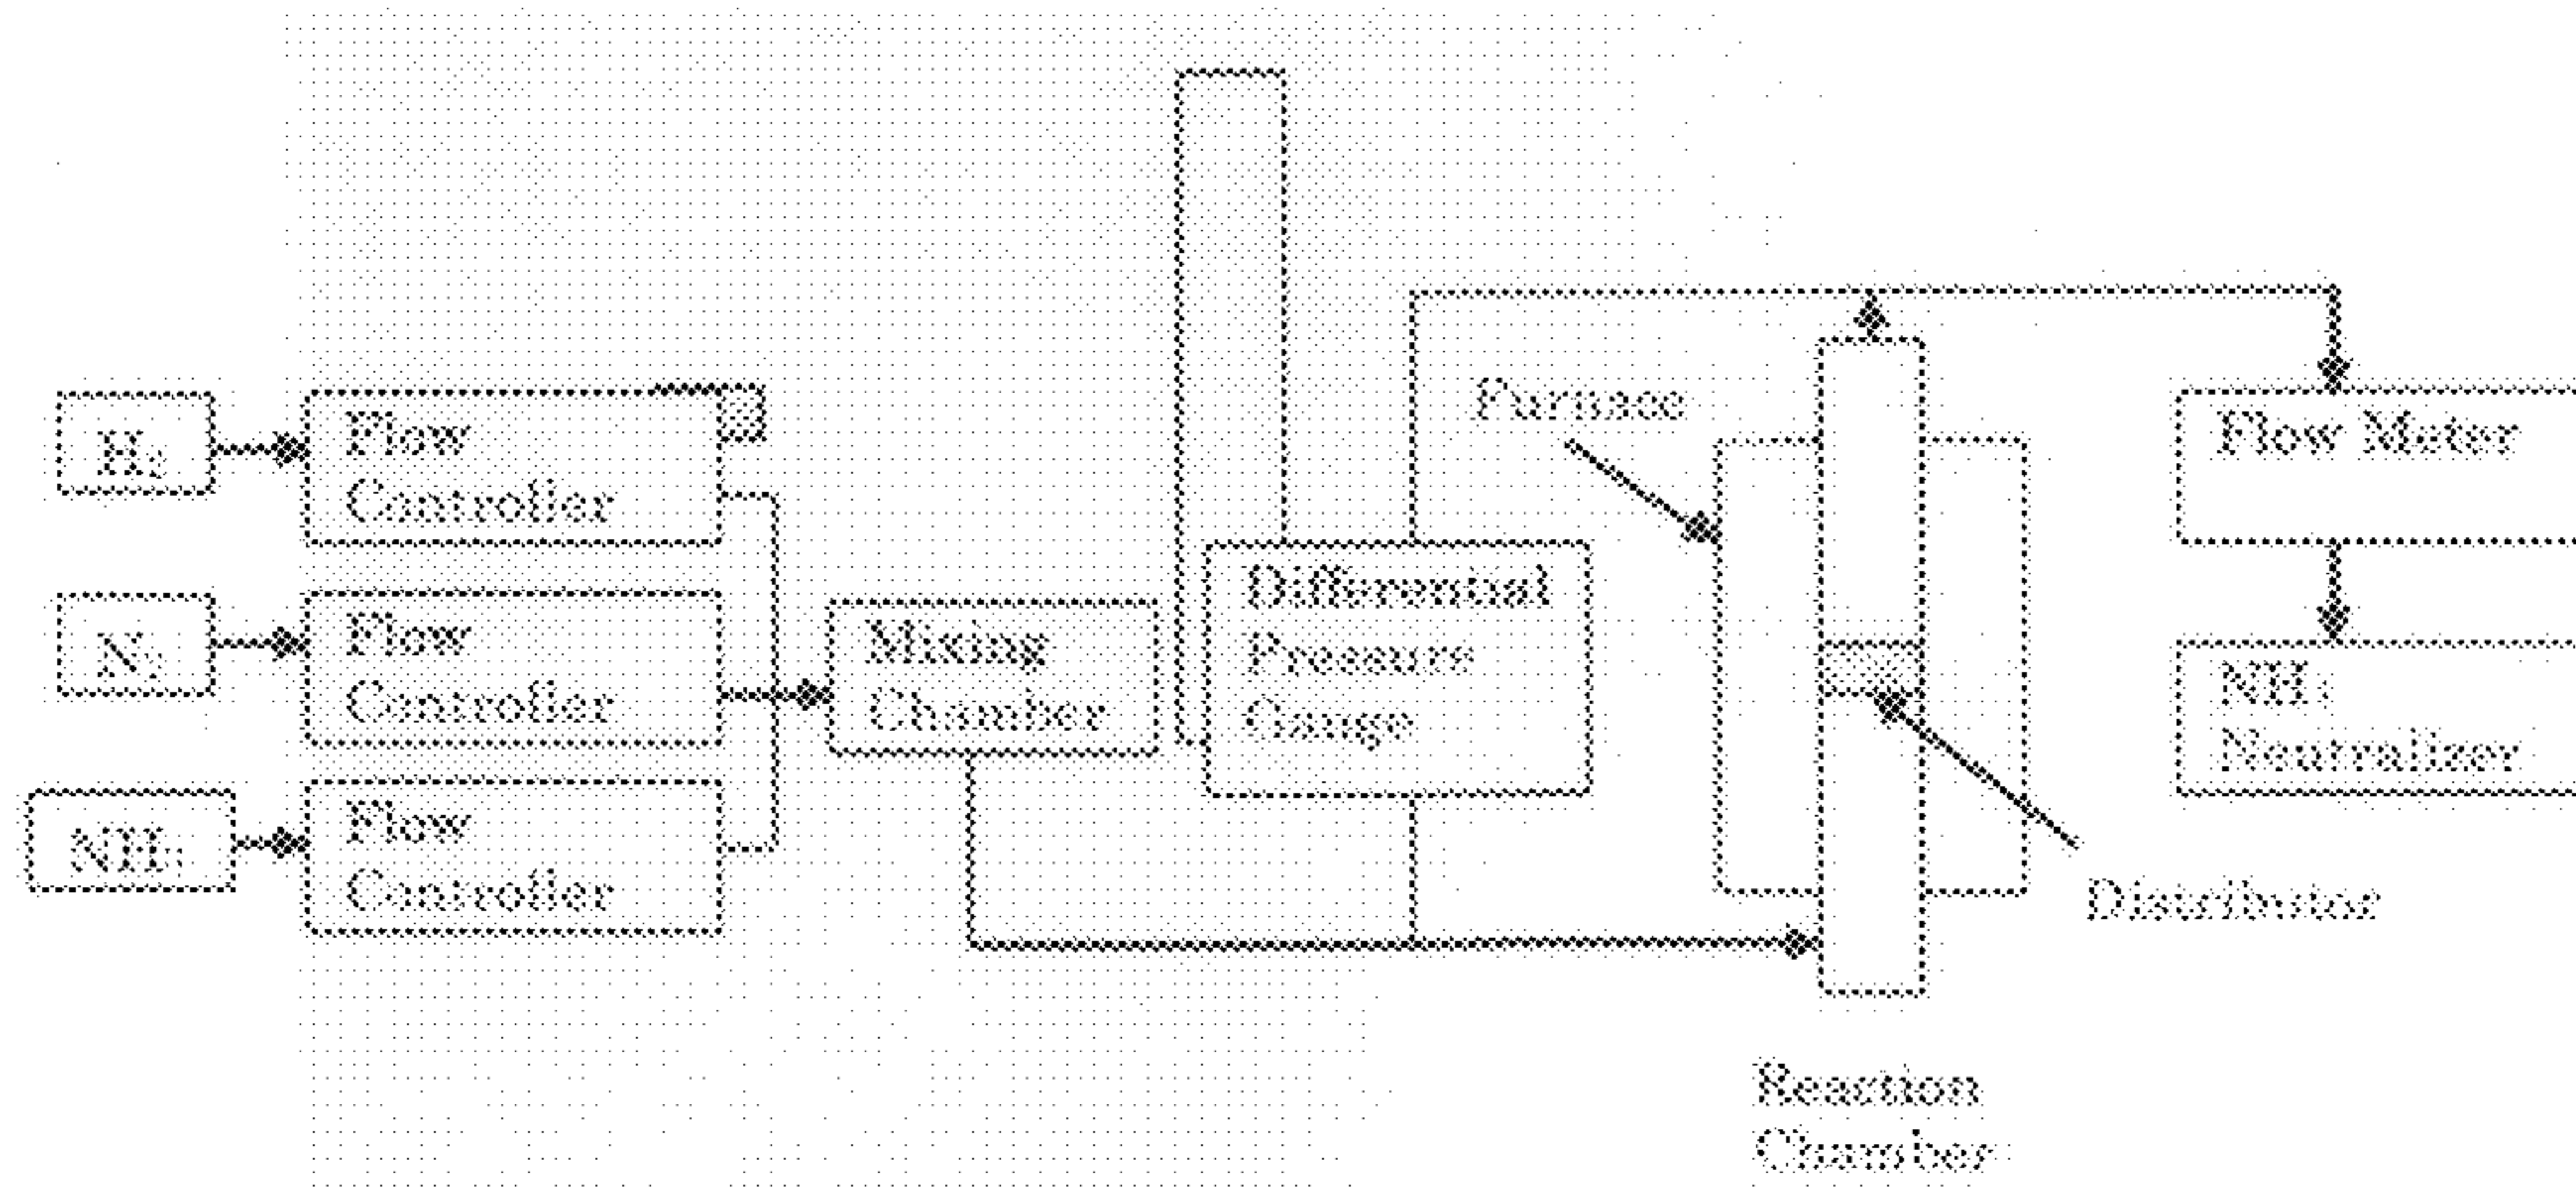 H₂
Flow
Controller
N₂
Flow
Controller
NH₃
Flow
Controller
Mixing
Chamber
Differential
Pressure
Gauge
Furnace
Flow Meter
NH₃
Neutralizer
Distributor
Reaction
Chamber